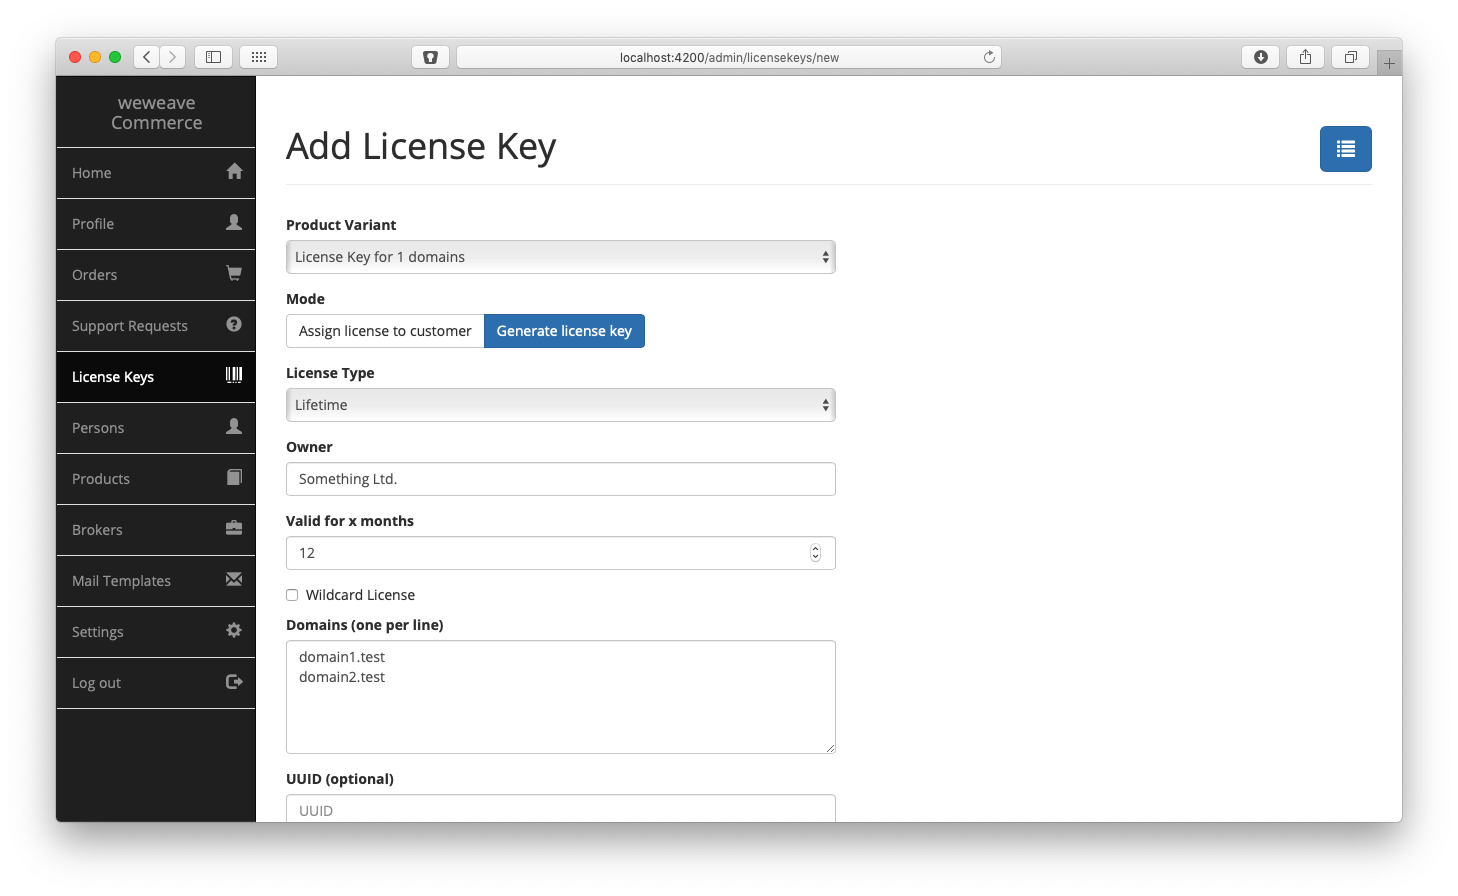 localhost:4200/admin/licensekeys/new
weweave
Commerce
Home
Profile
Orders
Support Requests
License Keys
Persons
Products
Brokers
Mail Templates
Settings
Log out
Add License Key
Product Variant
License Key for 1 domains
Mode
Assign license to customer
Generate license key
License Type
Lifetime
Owner
Something Ltd.
Valid for x months
12
Wildcard License
Domains (one per line)
domain1.test
domain2.test
UUID (optional)
UUID